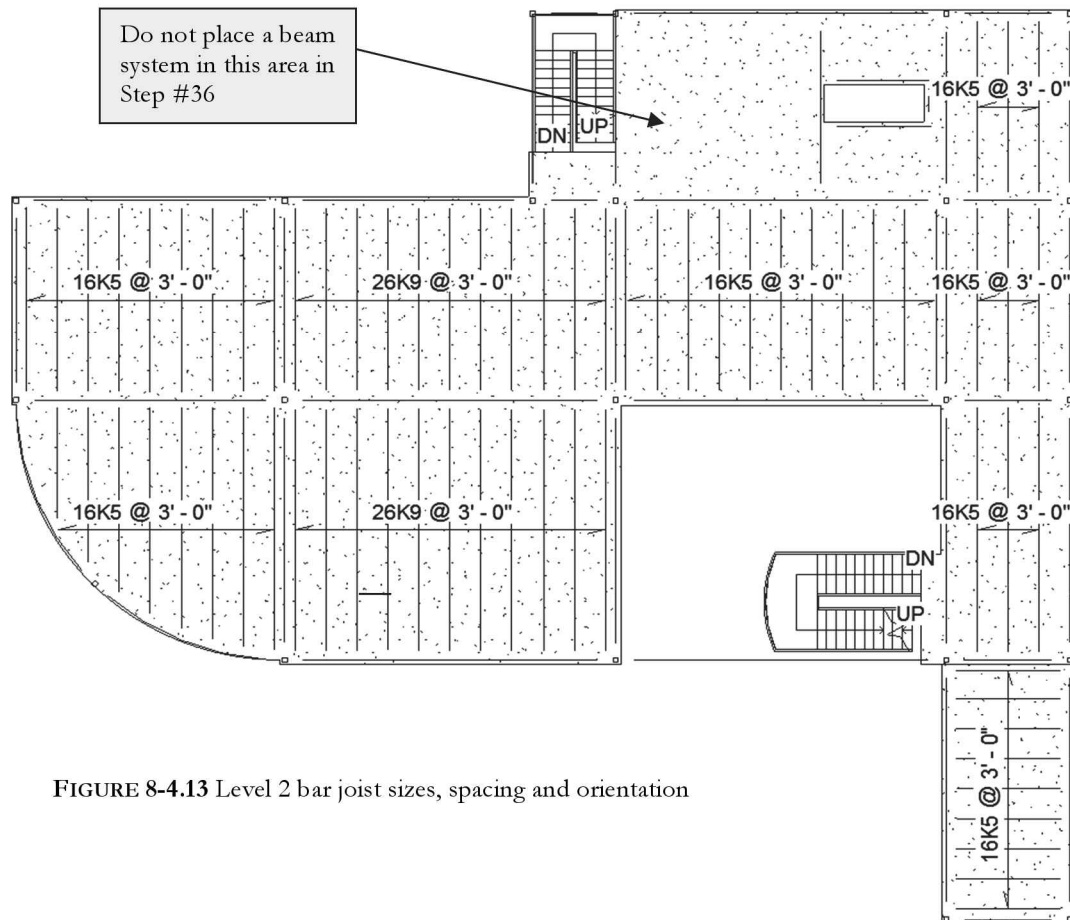 Do not place a beam
system in this area in
Step #36
16K5 @ 3' - 0"
DN
UP
16K5 @ 3' - 0"
26K9 @ 3' - 0"
16K5 @ 3' - 0"
16K5 @ 3' - 0"
16K5 @ 3' - 0"
26K9 @ 3' - 0"
16K5 @ 3' - 0"
DN
UP
16K5 @ 3' - 0"
FIGURE 8-4.13 Level 2 bar joist sizes, spacing and orientation